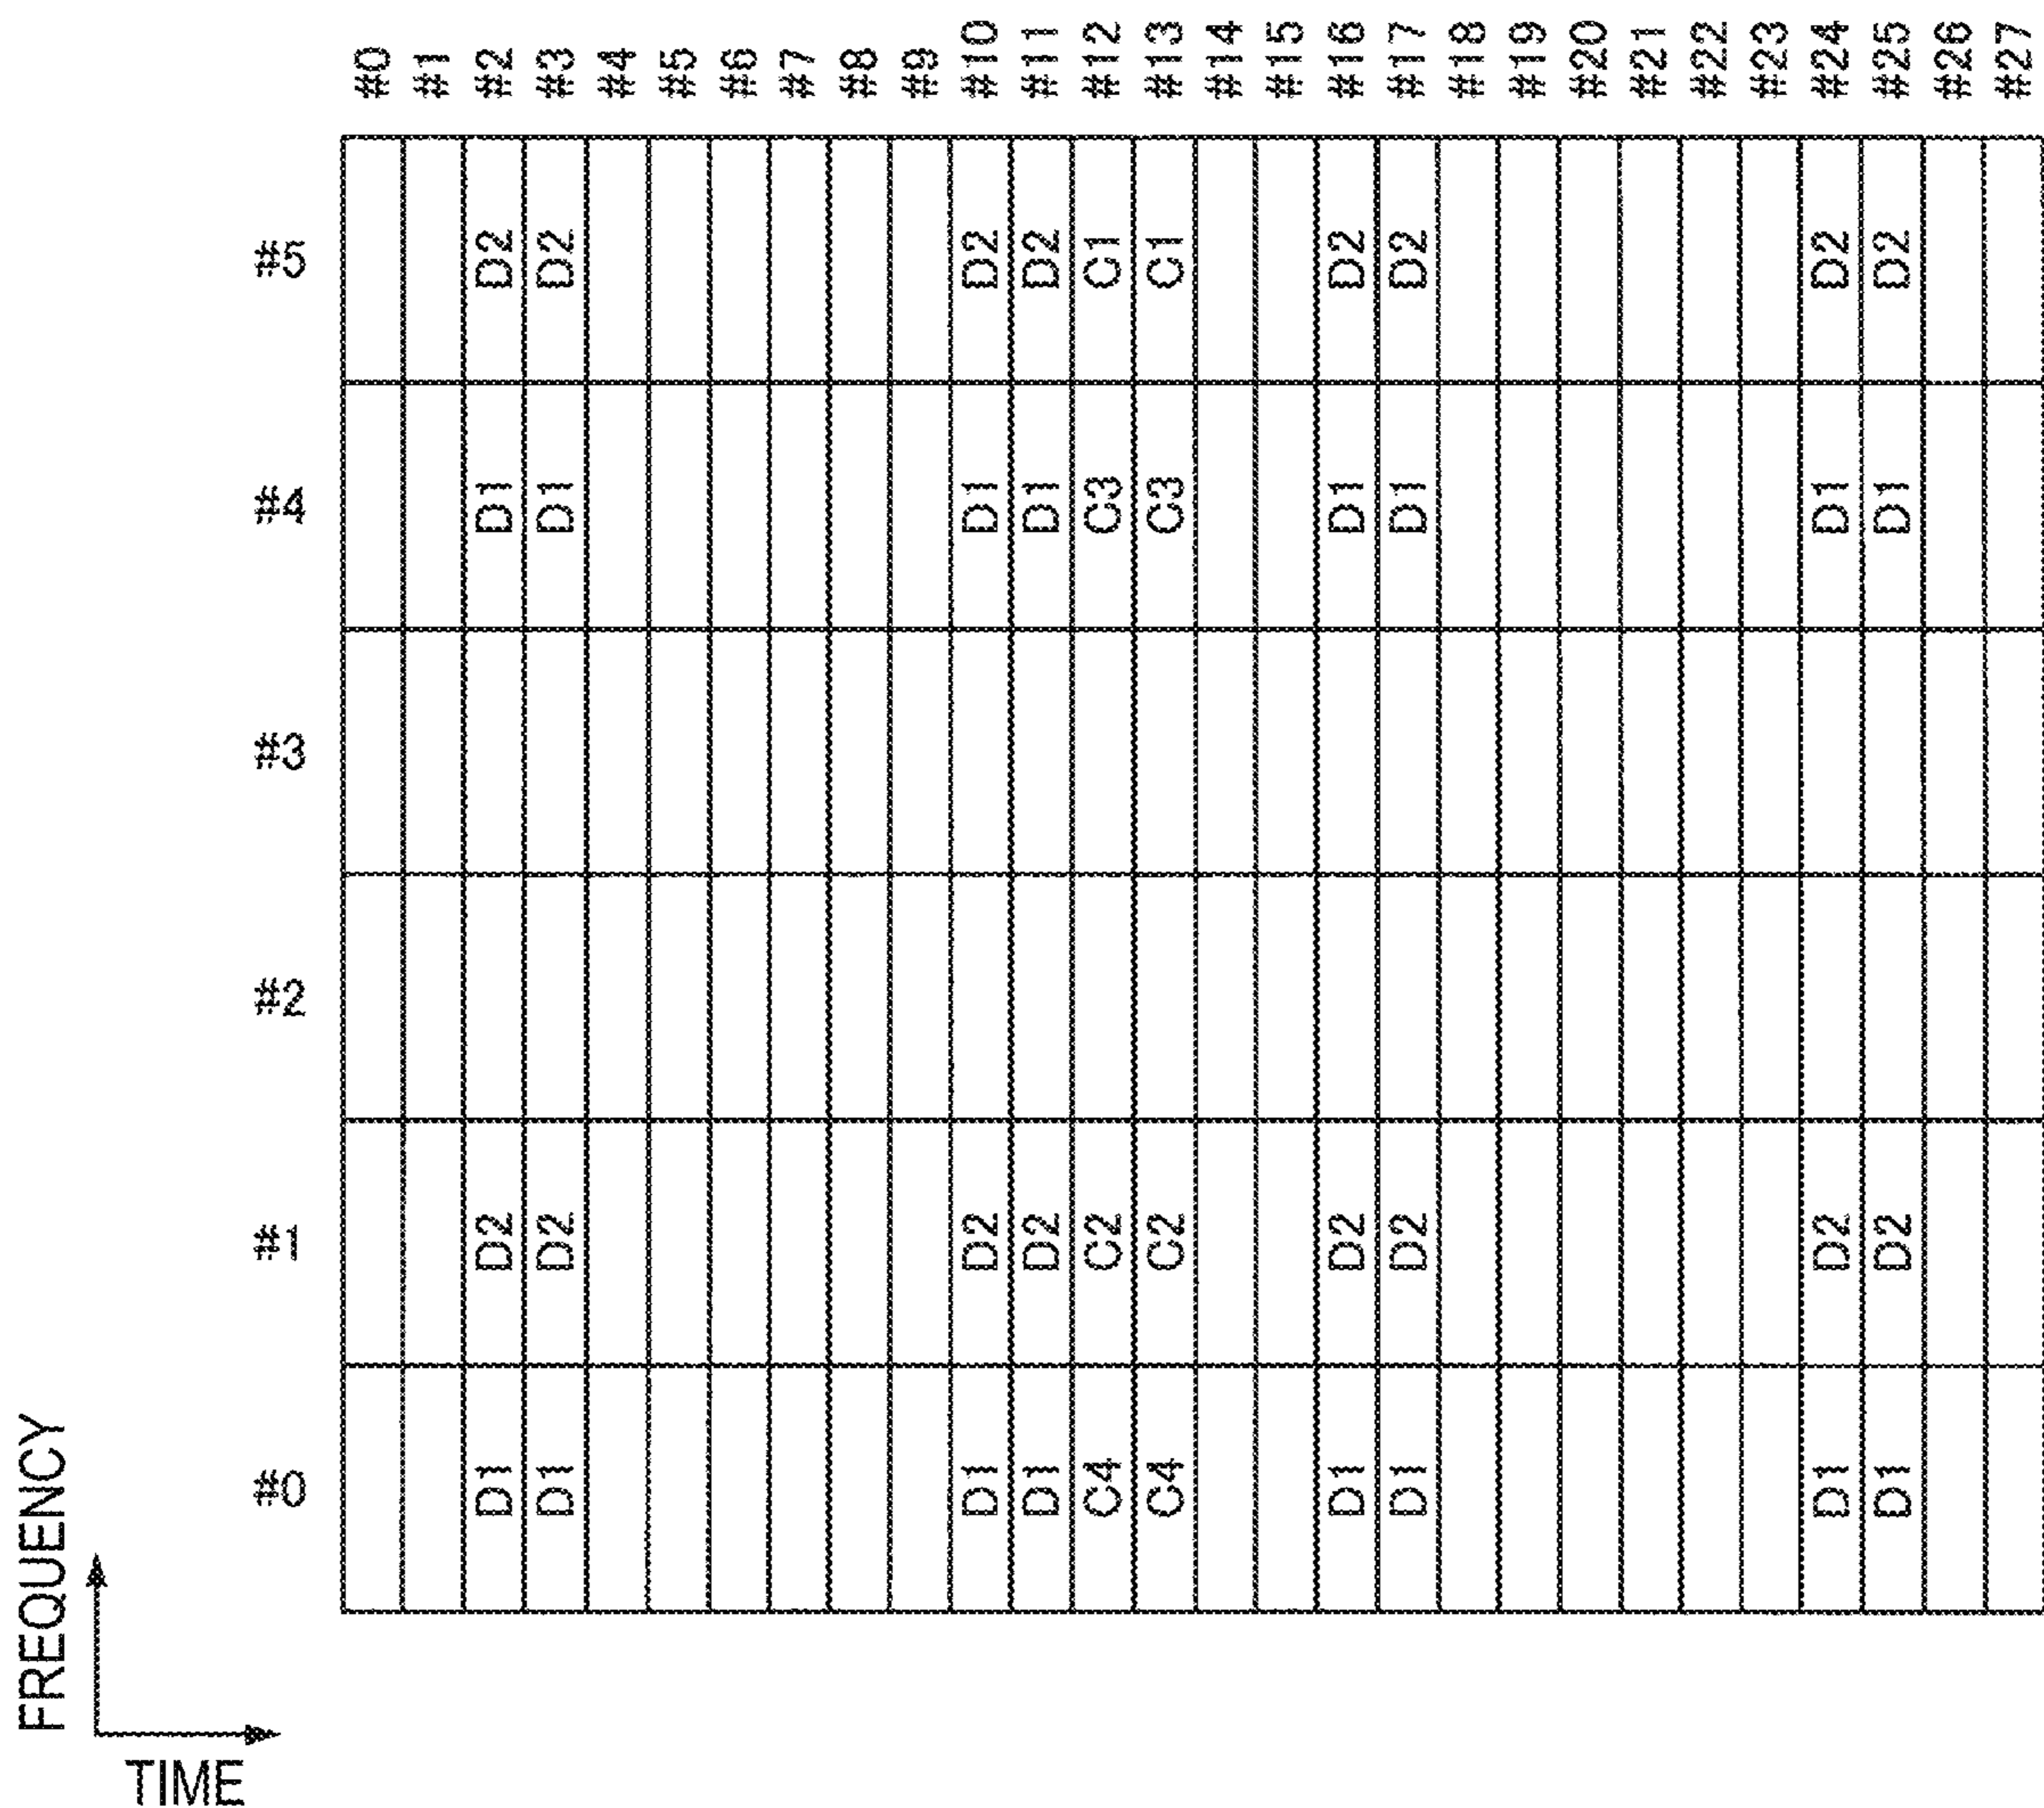 #0 #1 #2 #3 #4 #5 #6 #7 #8 #9 #10 #11 #12 #13 #14 #15 #16 #17 #18 #19 #20 #21 #22 #23 #24 #25 #26 #27
#5 D2 D2 D2 D2 C1 C1 D2 D2 D2 D2
#4 D1 D1 D1 D1 C3 C3 D1 D1 D1 D1
#3
#2
#1 D2 D2 D2 D2 C2 C2 D2 D2 D2 D2
#0 D1 D1 D1 D1 C4 C4 D1 D1 D1 D1
FREQUENCY
TIME